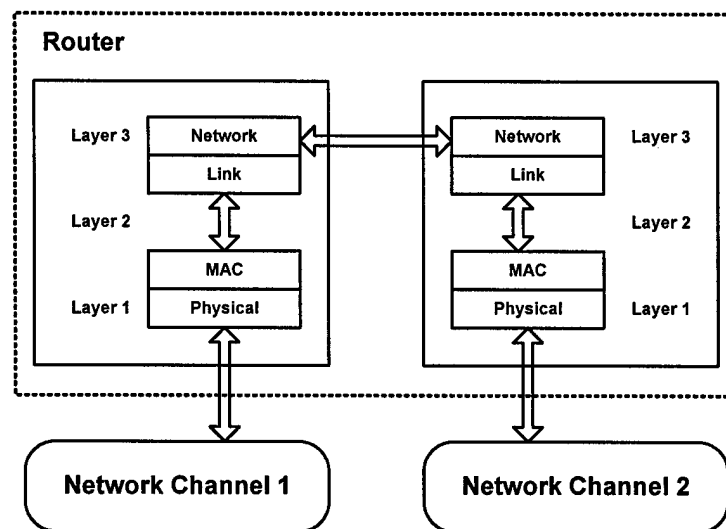 Router
Layer 3
Network
Link
Layer 2
MAC
Layer 1
Physical
Network
Layer 3
Link
Layer 2
MAC
Physical
Layer 1
Network Channel 1
Network Channel 2